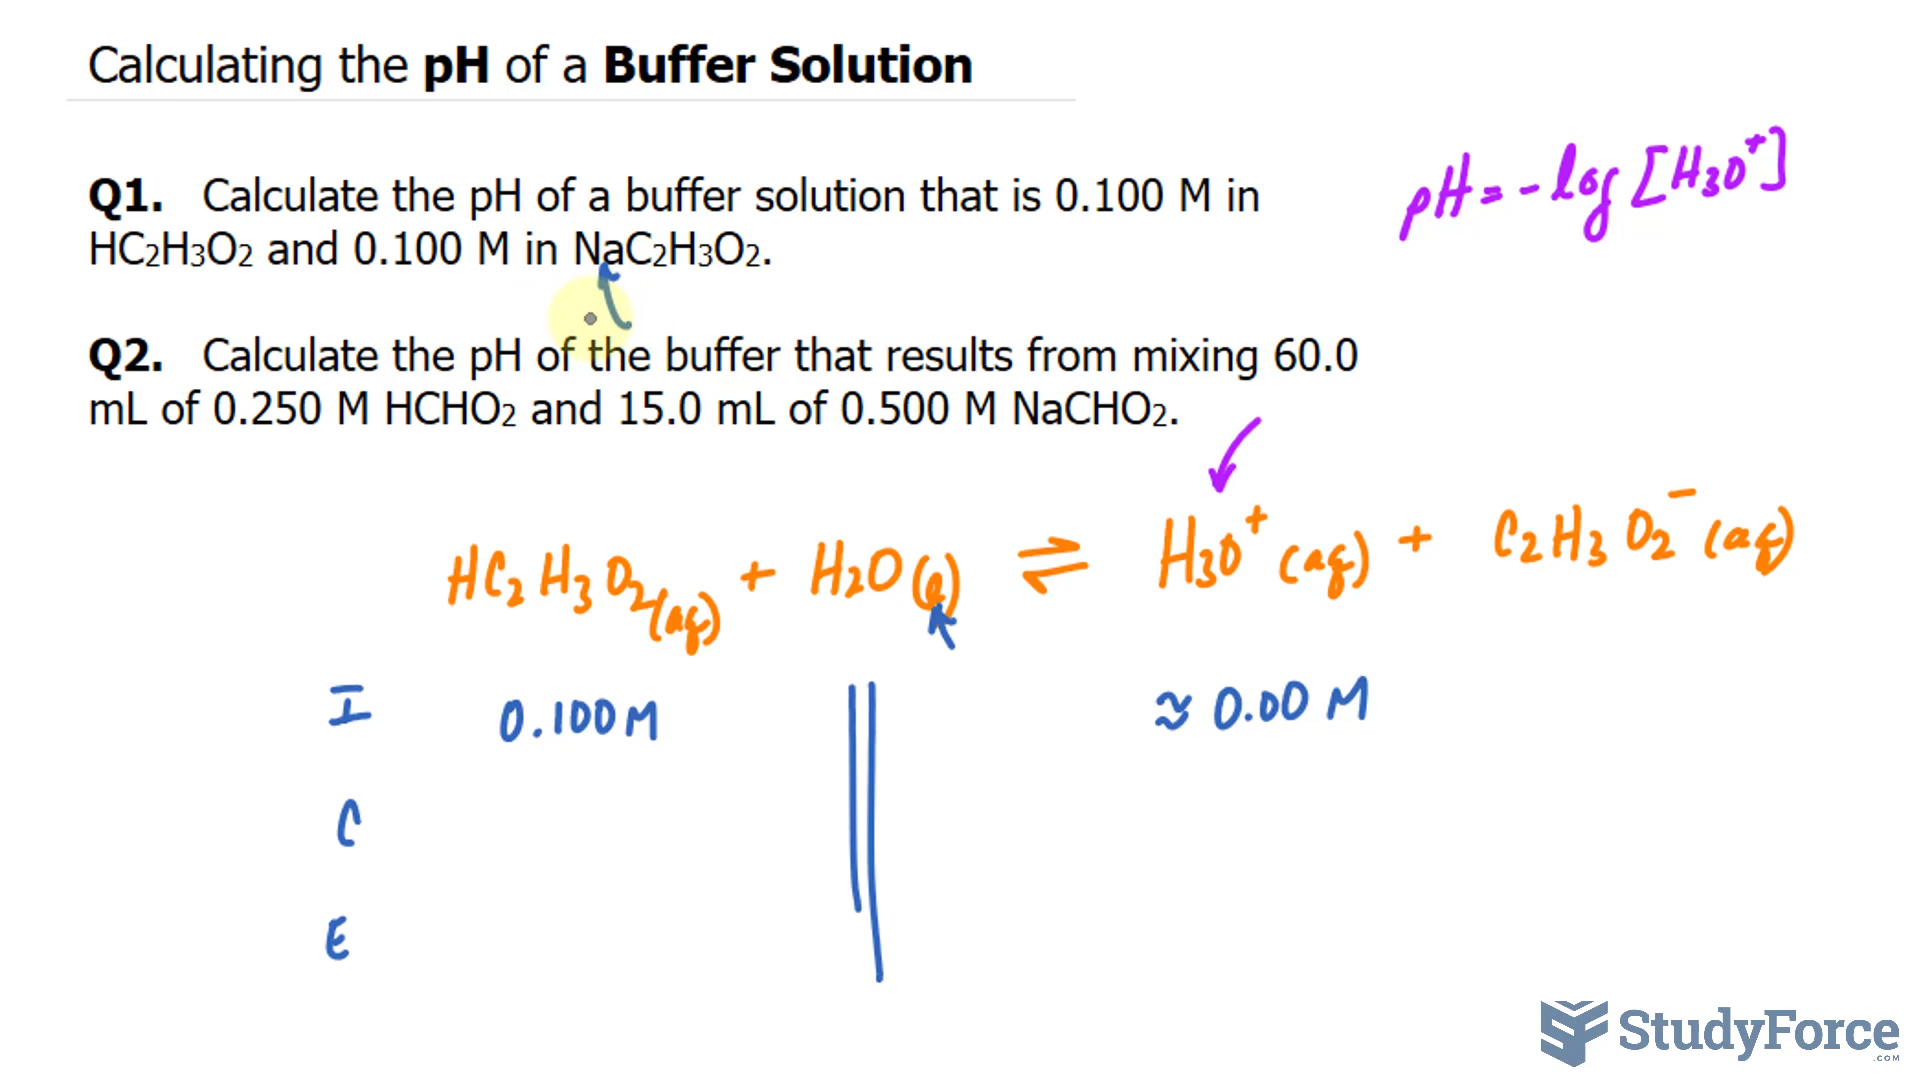 Calculating the pH of a Buffer Solution
pH = - log [H3O+]
Q1. Calculate the pH of a buffer solution that is 0.100 M in
HC2H3O2 and 0.100 M in NaC2H3O2.
Q2. Calculate the pH of the buffer that results from mixing 60.0
mL of 0.250 M HCHO2 and 15.0 mL of 0.500 M NaCHO2.
HC2H3O2(aq) + H2O(l) ⇌ H3O+(aq) + C2H3O2−(aq)
I 0.100M ≈ 0.00 M
C
E
StudyForce
.COM